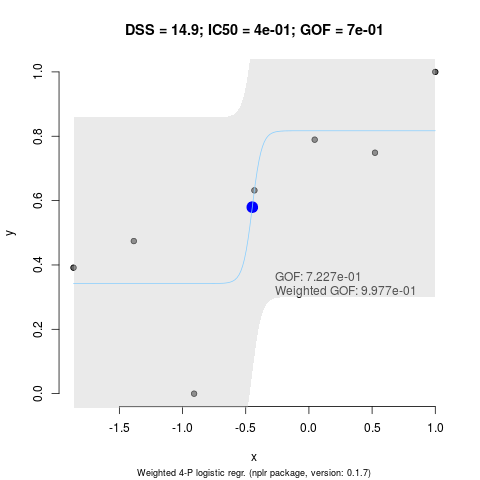 DSS = 14.9; IC50 = 4e-01; GOF = 7e-01
1.0
0.8
0.6
0.4
0.2
0.0
y
GOF: 7.227e-01
Weighted GOF: 9.977e-01
-1.5 -1.0 -0.5 0.0 0.5 1.0
x
Weighted 4-P logistic regr. (nplr package, version: 0.1.7)